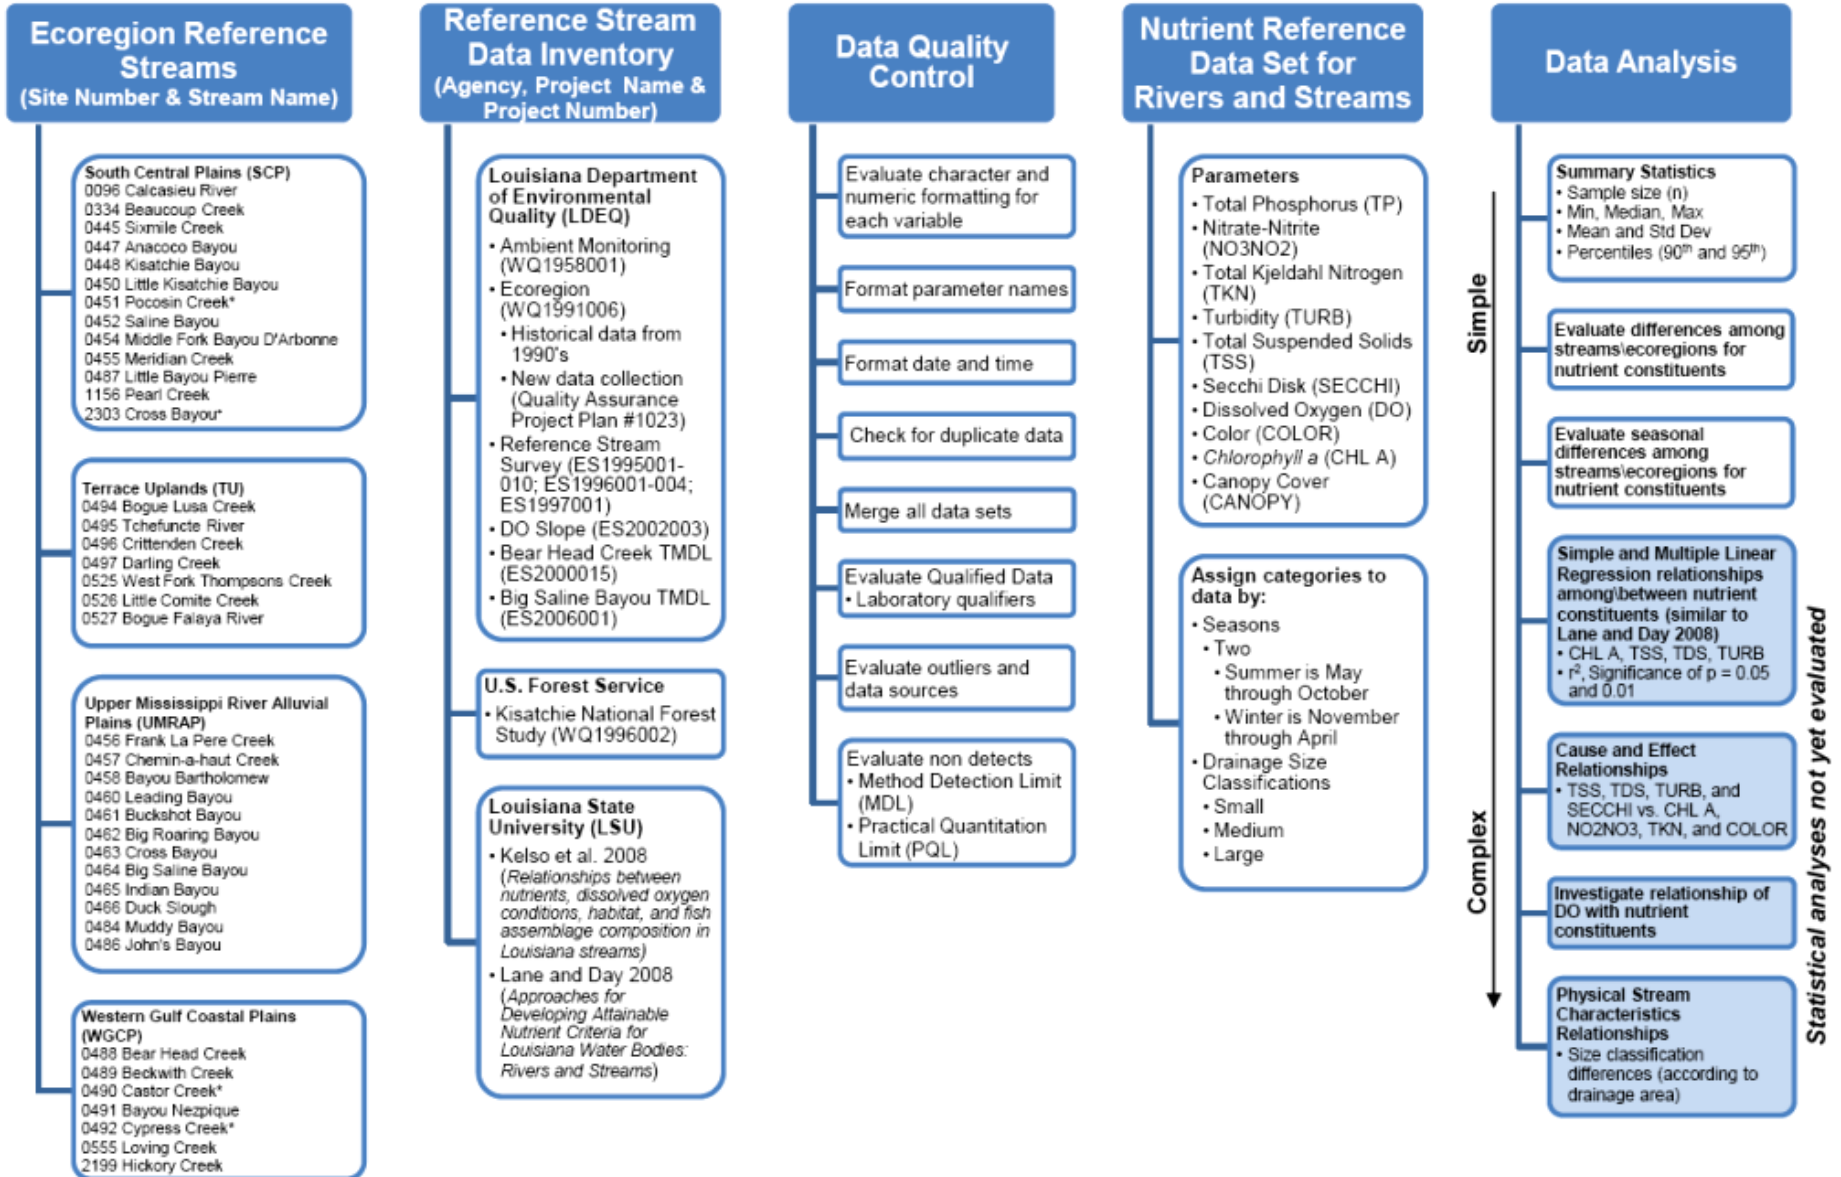 Ecoregion Reference
Streams
(Site Number & Stream Name)
South Central Plains (SCP)
0096 Calcasieu River
0334 Beaucoup Creek
0445 Sixmile Creek
0447 Anacoco Bayou
0448 Kisatchie Bayou
0450 Little Kisatchie Bayou
0451 Pocosin Creek*
0452 Saline Bayou
0454 Middle Fork Bayou D'Arbonne
0455 Meridian Creek
0487 Little Bayou Pierre
1156 Pearl Creek
2303 Cross Bayou*
Terrace Uplands (TU)
0494 Bogue Lusa Creek
0495 Tchefuncte River
0496 Crittenden Creek
0497 Darling Creek
0525 West Fork Thompsons Creek
0526 Little Comite Creek
0527 Bogue Falaya River
Upper Mississippi River Alluvial
Plains (UMRAP)
0456 Frank La Pere Creek
0457 Chemin-a-haut Creek
0458 Bayou Bartholomew
0460 Leading Bayou
0461 Buckshot Bayou
0462 Big Roaring Bayou
0463 Cross Bayou
0464 Big Saline Bayou
0465 Indian Bayou
0466 Duck Slough
0484 Muddy Bayou
0486 John's Bayou
Western Gulf Coastal Plains
(WGCP)
0488 Bear Head Creek
0489 Beckwith Creek
0490 Castor Creek*
0491 Bayou Nezpique
0492 Cypress Creek*
0555 Loving Creek
2199 Hickory Creek
Reference Stream
Data Inventory
(Agency, Project Name &
Project Number)
Louisiana Department
of Environmental
Quality (LDEQ)
• Ambient Monitoring
(WQ1958001)
• Ecoregion
(WQ1991006)
• Historical data from
1990's
• New data collection
(Quality Assurance
Project Plan #1023)
• Reference Stream
Survey (ES1995001-
010; ES1996001-004;
ES1997001)
• DO Slope (ES2002003)
• Bear Head Creek TMDL
(ES2000015)
• Big Saline Bayou TMDL
(ES2006001)
U.S. Forest Service
• Kisatchie National Forest
Study (WQ1996002)
Louisiana State
University (LSU)
• Kelso et al. 2008
(Relationships between
nutrients, dissolved oxygen
conditions, habitat, and fish
assemblage composition in
Louisiana streams)
• Lane and Day 2008
(Approaches for
Developing Attainable
Nutrient Criteria for
Louisiana Water Bodies:
Rivers and Streams)
Data Quality
Control
Evaluate character and
numeric formatting for
each variable
Format parameter names
Format date and time
Check for duplicate data
Merge all data sets
Evaluate Qualified Data
• Laboratory qualifiers
Evaluate outliers and
data sources
Evaluate non detects
• Method Detection Limit
(MDL)
• Practical Quantitation
Limit (PQL)
Nutrient Reference
Data Set for
Rivers and Streams
Parameters
• Total Phosphorus (TP)
• Nitrate-Nitrite
(NO3NO2)
• Total Kjeldahl Nitrogen
(TKN)
• Turbidity (TURB)
• Total Suspended Solids
(TSS)
• Secchi Disk (SECCHI)
• Dissolved Oxygen (DO)
• Color (COLOR)
• Chlorophyll a (CHL A)
• Canopy Cover
(CANOPY)
Assign categories to
data by:
• Seasons
• Two
• Summer is May
through October
• Winter is November
through April
• Drainage Size
Classifications
• Small
• Medium
• Large
Data Analysis
Simple
Complex
Summary Statistics
• Sample size (n)
• Min, Median, Max
• Mean and Std Dev
• Percentiles (90th and 95th)
Evaluate differences among
streams\ecoregions for
nutrient constituents
Evaluate seasonal
differences among
streams\ecoregions for
nutrient constituents
Simple and Multiple Linear
Regression relationships
among\between nutrient
constituents (similar to
Lane and Day 2008)
• CHL A, TSS, TDS, TURB
• r², Significance of p = 0.05
and 0.01
Cause and Effect
Relationships
• TSS, TDS, TURB, and
SECCHI vs. CHL A,
NO2NO3, TKN, and COLOR
Investigate relationship of
DO with nutrient
constituents
Physical Stream
Characteristics
Relationships
• Size classification
differences (according to
drainage area)
Statistical analyses not yet evaluated